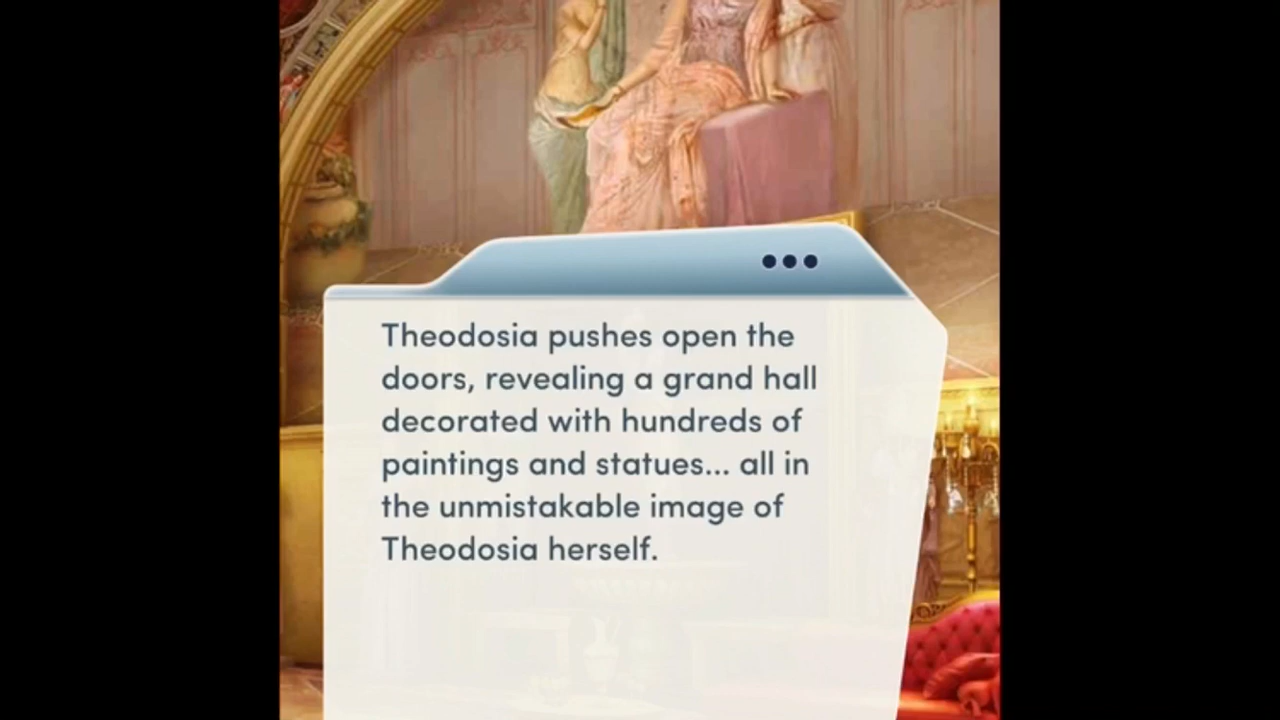 Theodosia pushes open the
doors, revealing a grand hall
decorated with hundreds of
paintings and statues... all in
the unmistakable image of
Theodosia herself.